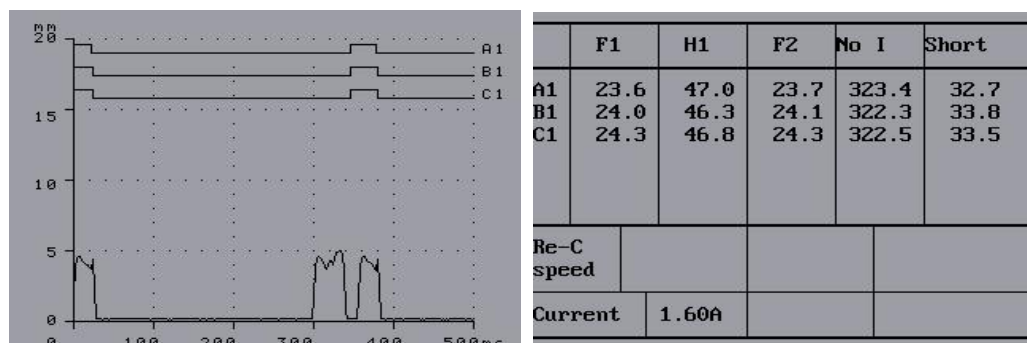 mm
20
A1
B1
C1
15
10
5
0
0 100 200 300 400 500ms
F1 H1 F2 No I Short
A1 23.6 47.0 23.7 323.4 32.7
B1 24.0 46.3 24.1 322.3 33.8
C1 24.3 46.8 24.3 322.5 33.5
Re-C
speed
Current 1.60A